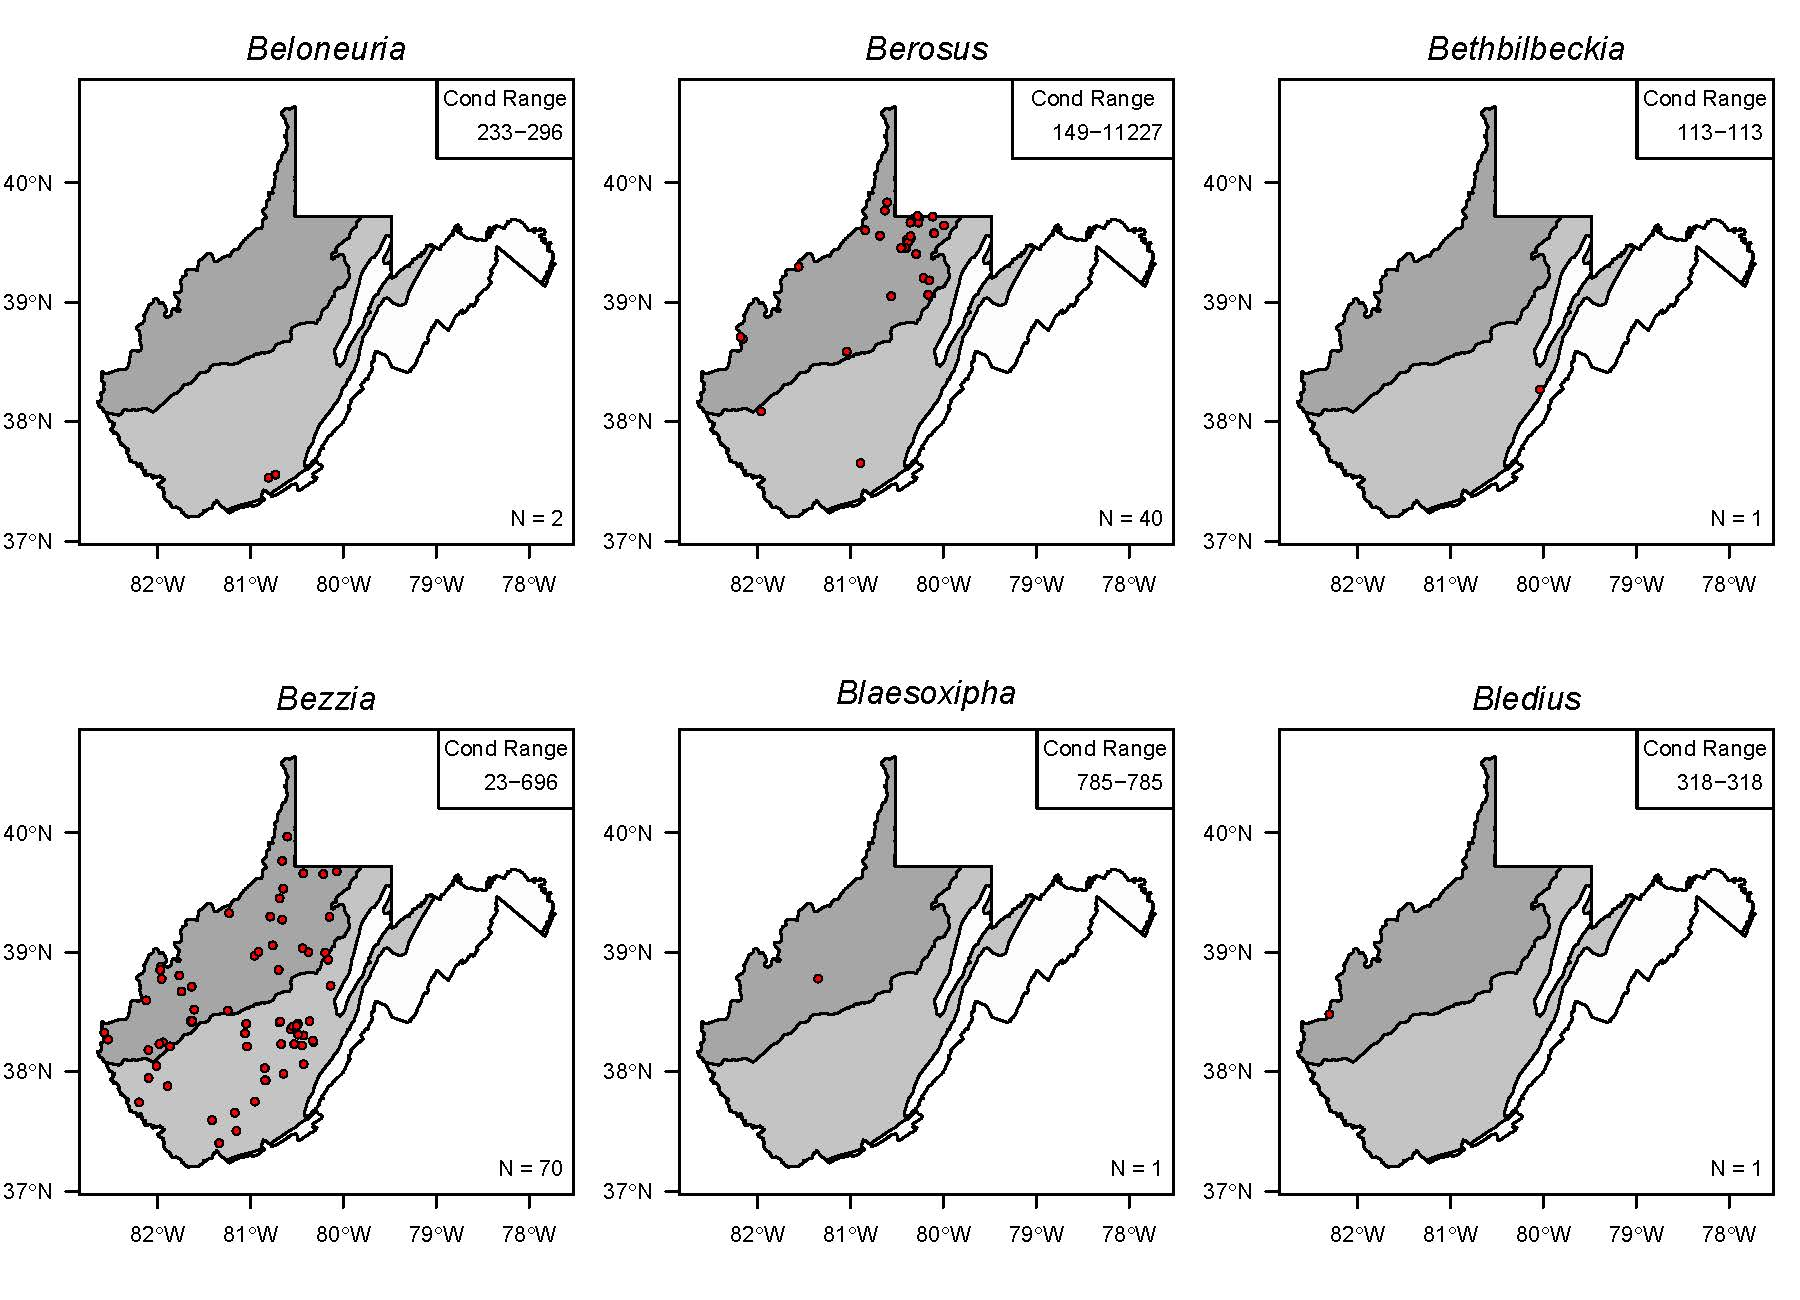 Beloneuria
Cond Range
233−296
40°N
39°N
38°N
37°N
N = 2
82°W 81°W 80°W 79°W 78°W
Berosus
Cond Range
149−11227
40°N
39°N
38°N
37°N
N = 40
82°W 81°W 80°W 79°W 78°W
Bethbilbeckia
Cond Range
113−113
40°N
39°N
38°N
37°N
N = 1
82°W 81°W 80°W 79°W 78°W
Bezzia
Cond Range
23−696
40°N
39°N
38°N
37°N
N = 70
82°W 81°W 80°W 79°W 78°W
Blaesoxipha
Cond Range
785−785
40°N
39°N
38°N
37°N
N = 1
82°W 81°W 80°W 79°W 78°W
Bledius
Cond Range
318−318
40°N
39°N
38°N
37°N
N = 1
82°W 81°W 80°W 79°W 78°W